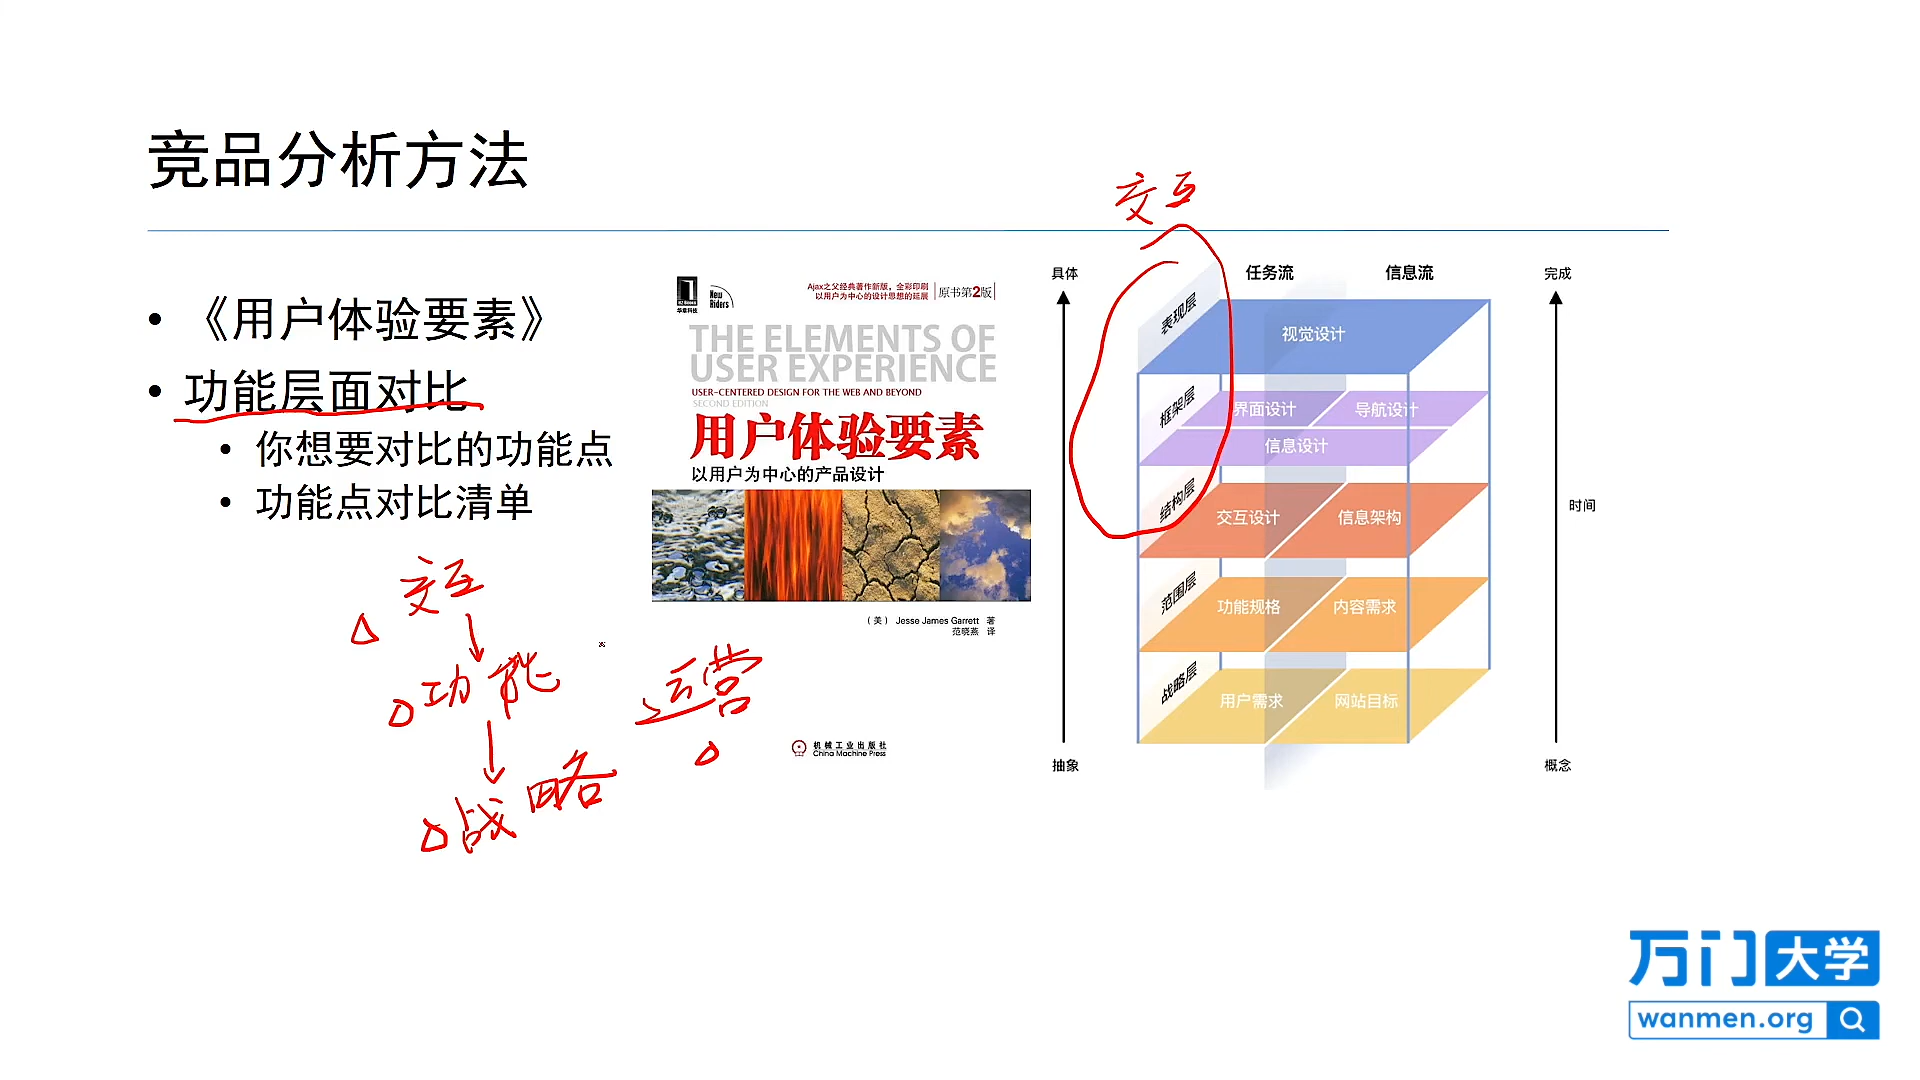 竞品分析方法
交互
《用户体验要素》
功能层面对比
你想要对比的功能点
功能点对比清单
交互
功能
战略
运营
华章科技
New Riders
Ajax之父经典著作新版，全彩印刷
以用户为中心的设计思想的延展
原书第2版
THE ELEMENTS OF
USER EXPERIENCE
USER-CENTERED DESIGN FOR THE WEB AND BEYOND
SECOND EDITION
用户体验要素
以用户为中心的产品设计
（美） Jesse James Garrett 著
范晓燕 译
机械工业出版社
China Machine Press
具体
任务流
信息流
完成
表现层
视觉设计
框架层
界面设计
导航设计
信息设计
结构层
交互设计
信息架构
时间
范围层
功能规格
内容需求
战略层
用户需求
网站目标
抽象
概念
万门大学
wanmen.org